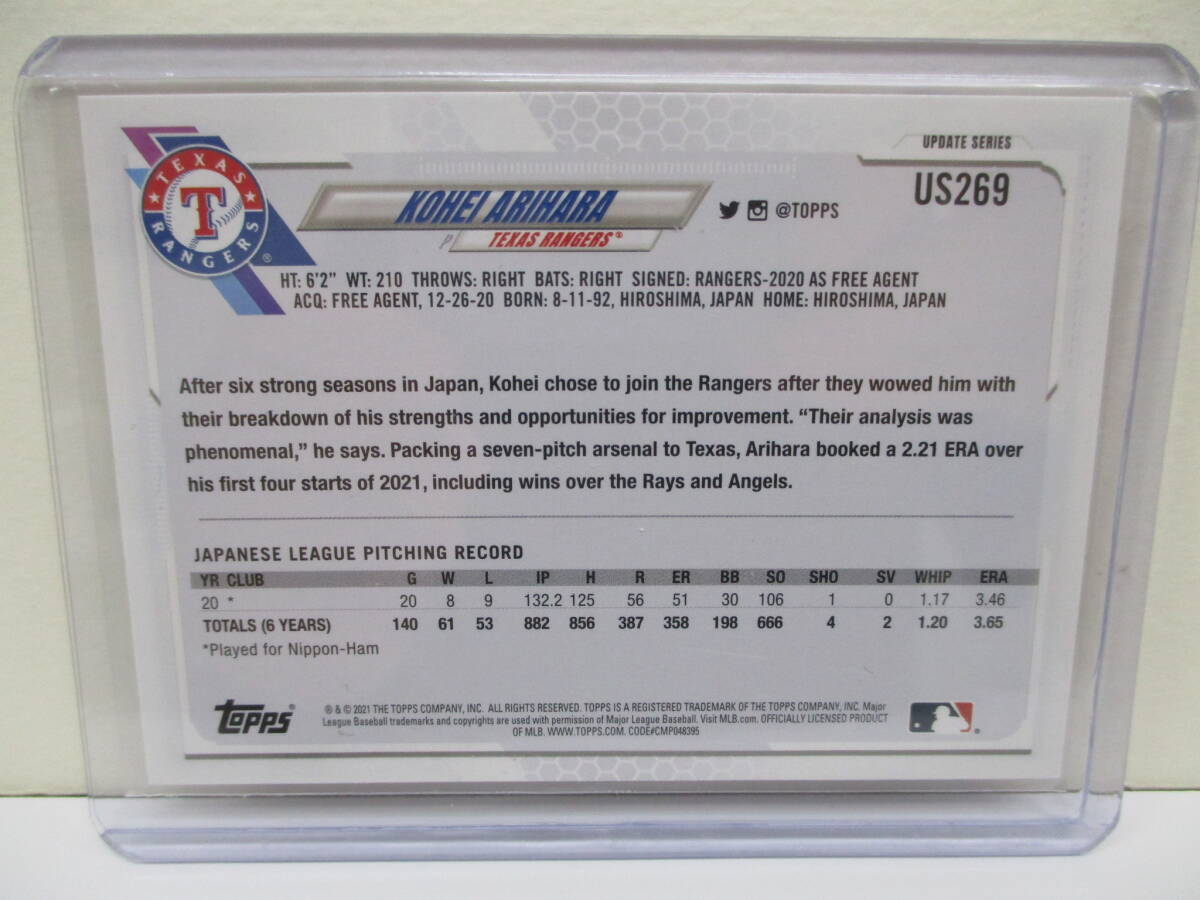 TEXAS
T
RANGERS®
UPDATE SERIES
US269
KOHEI ARIHARA
@TOPPS
P TEXAS RANGERS®
HT: 6'2" WT: 210 THROWS: RIGHT BATS: RIGHT SIGNED: RANGERS-2020 AS FREE AGENT
ACQ: FREE AGENT, 12-26-20 BORN: 8-11-92, HIROSHIMA, JAPAN HOME: HIROSHIMA, JAPAN
After six strong seasons in Japan, Kohei chose to join the Rangers after they wowed him with
their breakdown of his strengths and opportunities for improvement. “Their analysis was
phenomenal,” he says. Packing a seven-pitch arsenal to Texas, Arihara booked a 2.21 ERA over
his first four starts of 2021, including wins over the Rays and Angels.
JAPANESE LEAGUE PITCHING RECORD
YR CLUB G W L IP H R ER BB SO SHO SV WHIP ERA
20 * 20 8 9 132.2 125 56 51 30 106 1 0 1.17 3.46
TOTALS (6 YEARS) 140 61 53 882 856 387 358 198 666 4 2 1.20 3.65
*Played for Nippon-Ham
Topps®
® & © 2021 THE TOPPS COMPANY, INC. ALL RIGHTS RESERVED. TOPPS IS A REGISTERED TRADEMARK OF THE TOPPS COMPANY, INC. Major
League Baseball trademarks and copyrights are used with permission of Major League Baseball. Visit MLB.com. OFFICIALLY LICENSED PRODUCT
OF MLB. WWW.TOPPS.COM. CODE#CMP048395